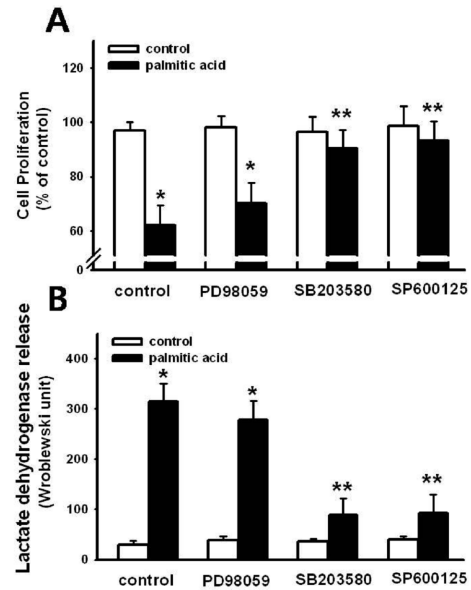 A
control
palmitic acid
Cell Proliferation
(% of control)
120
100
80
60
0
*
*
**
**
control PD98059 SB203580 SP600125
B
control
palmitic acid
Lactate dehydrogenase release
(Wroblewski unit)
400
300
200
100
0
*
*
**
**
control PD98059 SB203580 SP600125